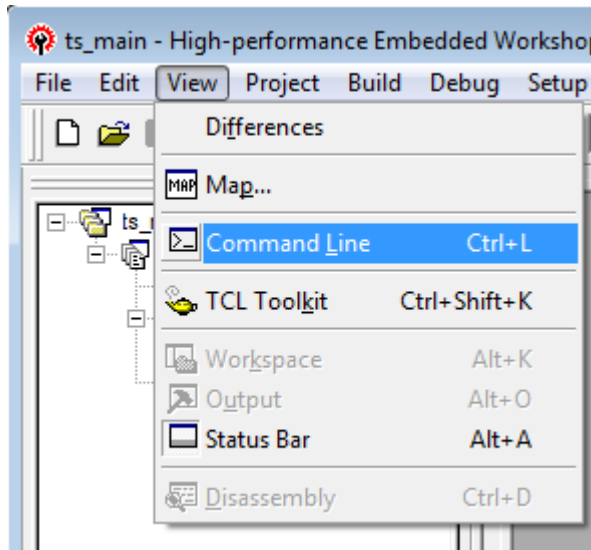 ts_main - High-performance Embedded Worksho
File Edit View Project Build Debug Setup
Differences
MAP Map...
ts_
Command Line Ctrl+L
TCL Toolkit Ctrl+Shift+K
Workspace Alt+K
Output Alt+O
Status Bar Alt+A
Disassembly Ctrl+D